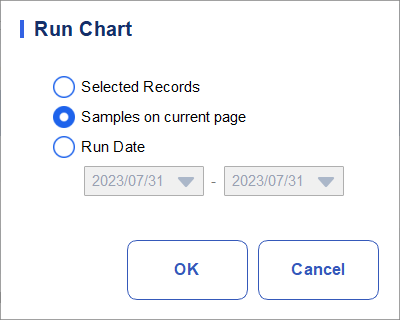 Run Chart
Selected Records
Samples on current page
Run Date
2023/07/31 - 2023/07/31
OK Cancel